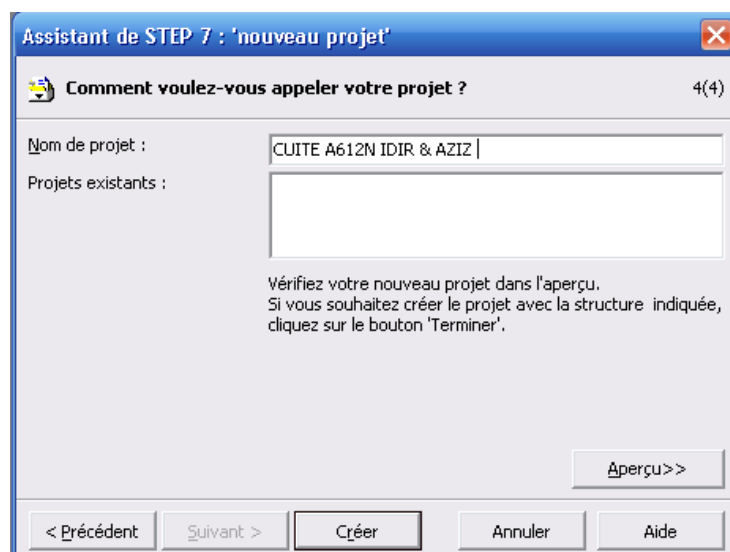 Assistant de STEP 7 : 'nouveau projet'
Comment voulez-vous appeler votre projet ? 4(4)
Nom de projet : CUITE A612N IDIR & AZIZ
Projets existants :
Vérifiez votre nouveau projet dans l'aperçu.
Si vous souhaitez créer le projet avec la structure indiquée,
cliquez sur le bouton 'Terminer'.
Aperçu>>
< Précédent Suivant > Créer Annuler Aide